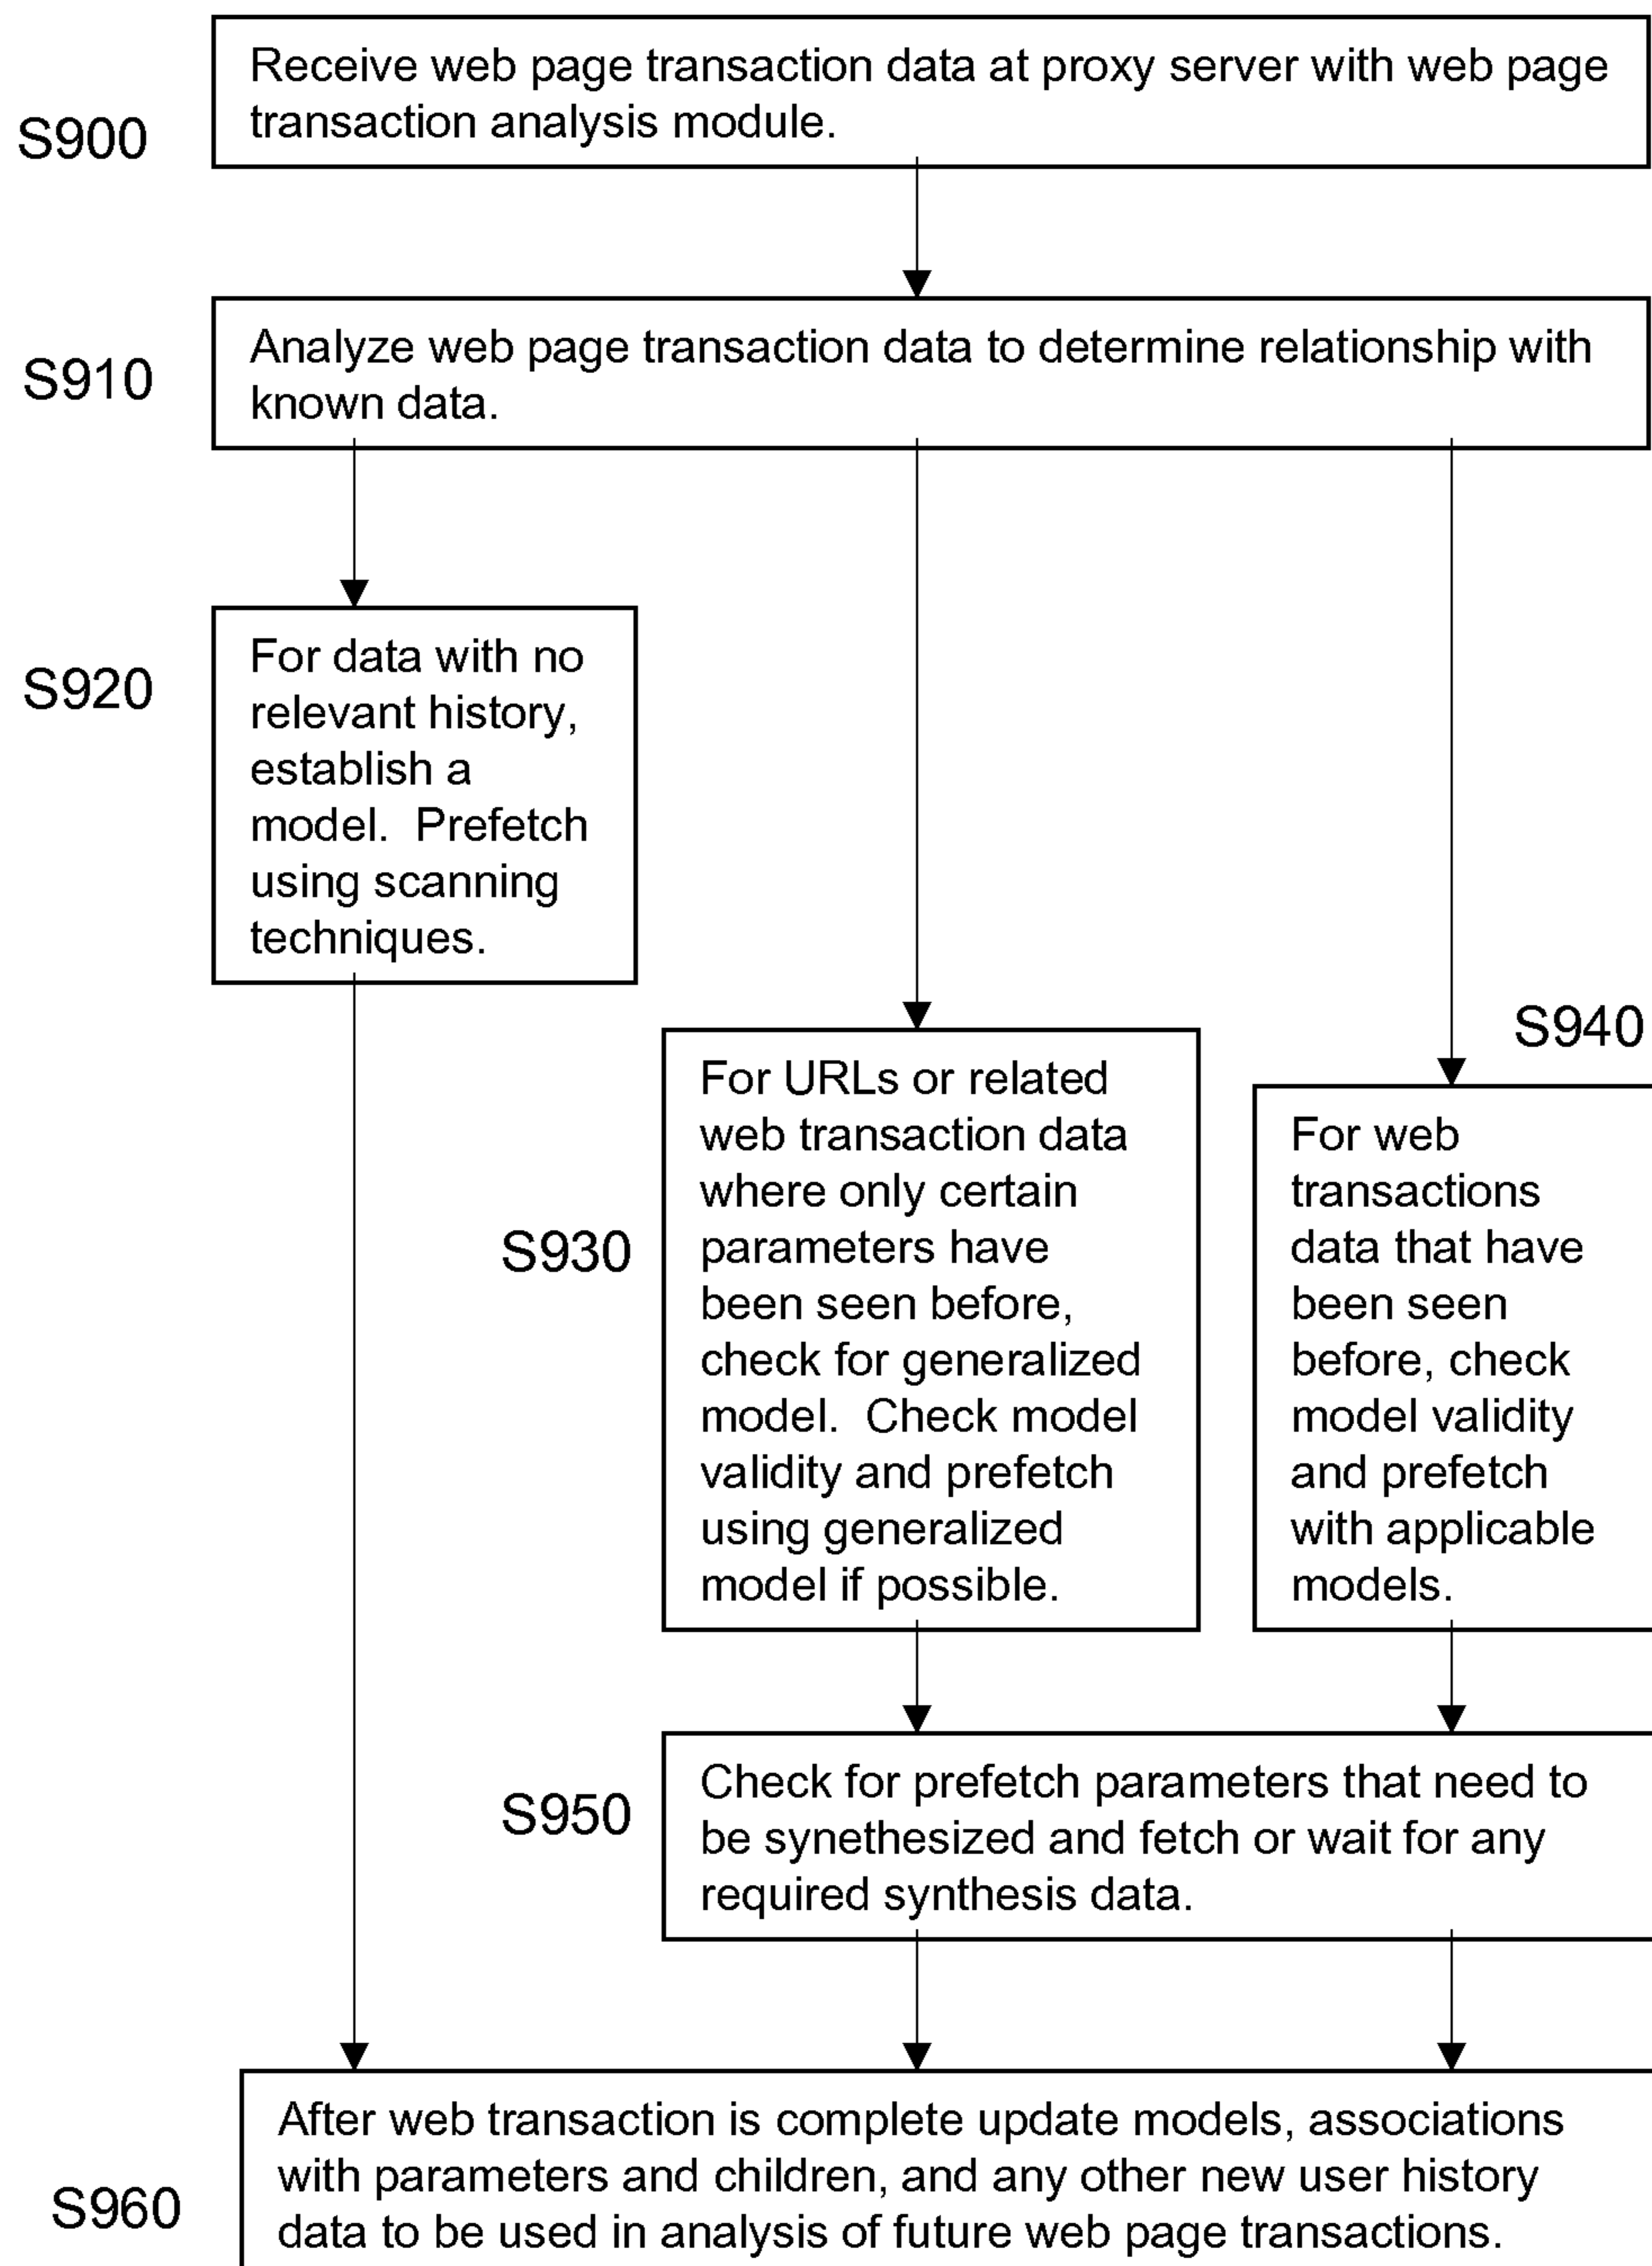 Receive web page transaction data at proxy server with web page
transaction analysis module.
S900
Analyze web page transaction data to determine relationship with
known data.
S910
For data with no
relevant history,
establish a
model. Prefetch
using scanning
techniques.
S920
For URLs or related
web transaction data
where only certain
parameters have
been seen before,
check for generalized
model. Check model
validity and prefetch
using generalized
model if possible.
S930
S940
For web
transactions
data that have
been seen
before, check
model validity
and prefetch
with applicable
models.
Check for prefetch parameters that need to
be synethesized and fetch or wait for any
required synthesis data.
S950
After web transaction is complete update models, associations
with parameters and children, and any other new user history
data to be used in analysis of future web page transactions.
S960